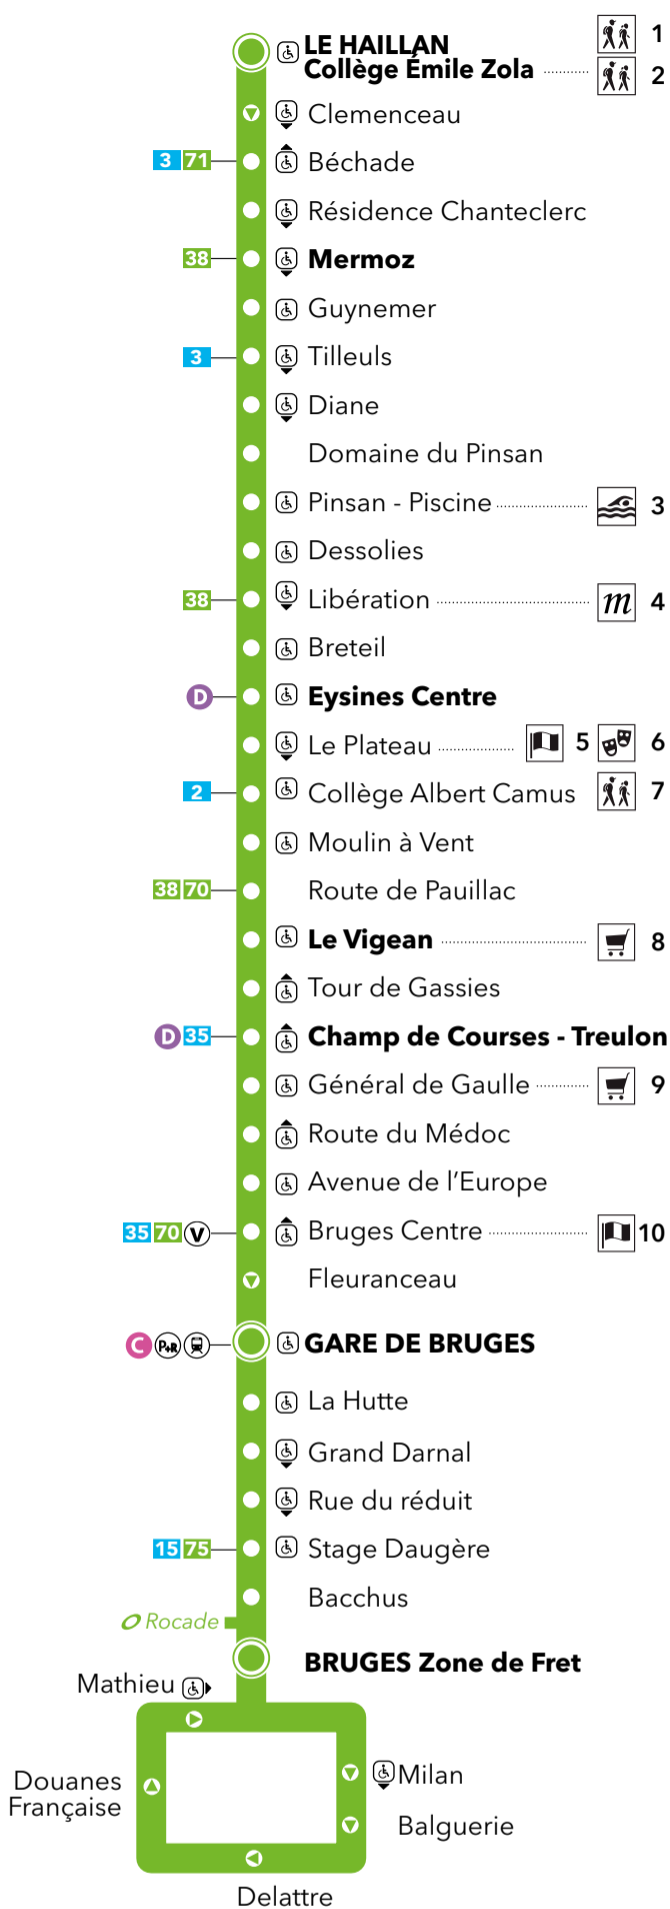 LE HAILLAN 1
Collège Émile Zola 2
Clemenceau
3 71 Béchade
Résidence Chanteclerc
38 Mermoz
Guynemer
3 Tilleuls
Diane
Domaine du Pinsan
Pinsan - Piscine 3
Dessolies
38 Libération m 4
Breteil
D Eysines Centre
Le Plateau 5 6
2 Collège Albert Camus 7
Moulin à Vent
38 70 Route de Pauillac
Le Vigean 8
Tour de Gassies
D 35 Champ de Courses - Treulon
Général de Gaulle 9
Route du Médoc
Avenue de l'Europe
35 70 V Bruges Centre 10
Fleuranceau
C P+R GARE DE BRUGES
La Hutte
Grand Darnal
Rue du réduit
15 75 Stage Daugère
Bacchus
Rocade
BRUGES Zone de Fret
Mathieu
Douanes
Française
Milan
Balguerie
Delattre